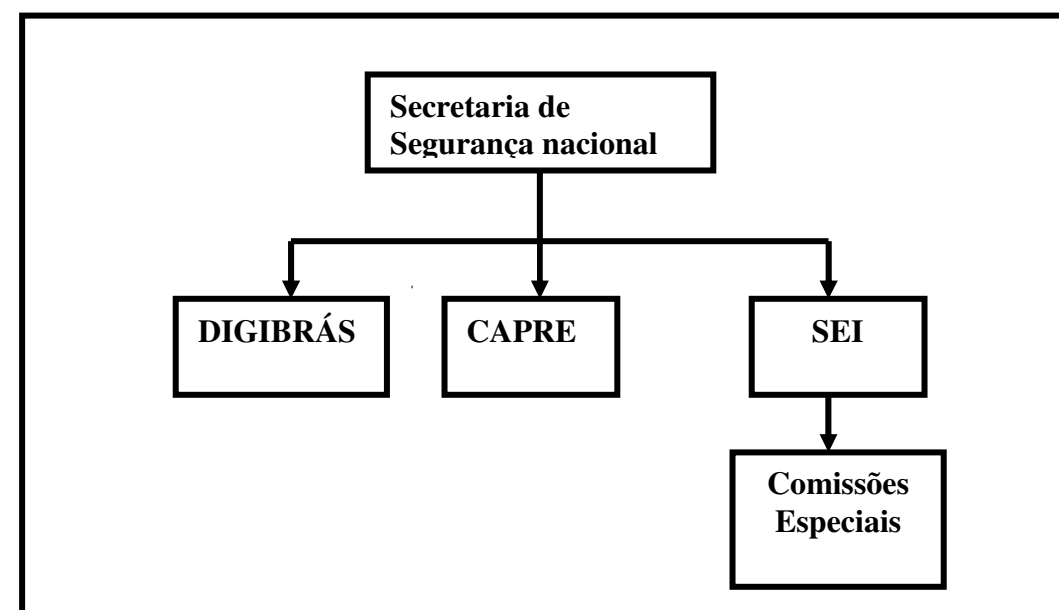 Secretaria de
Segurança nacional
DIGIBRÁS
CAPRE
SEI
Comissões
Especiais